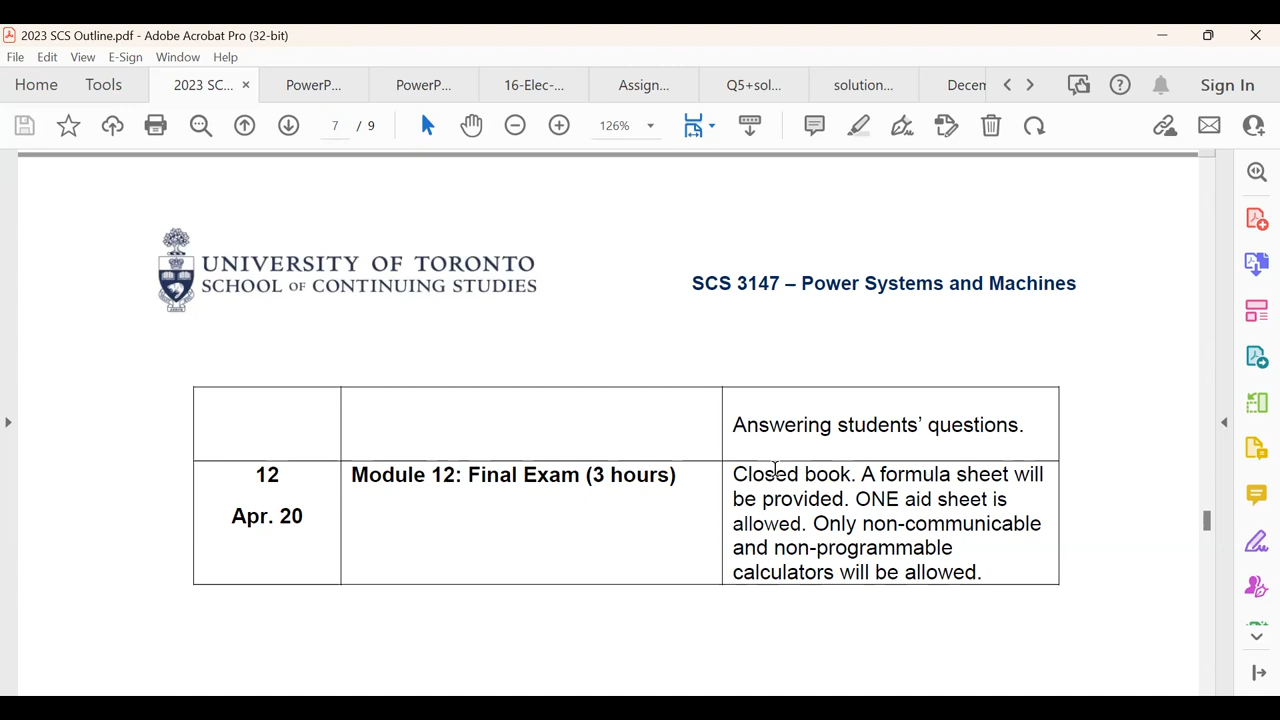 2023 SCS Outline.pdf - Adobe Acrobat Pro (32-bit)
File Edit View E-Sign Window Help
Home Tools 2023 SC... × PowerP... PowerP... 16-Elec-... Assign... Q5+sol... solution... Decem Sign In
7 / 9 126%
UNIVERSITY OF TORONTO
SCHOOL OF CONTINUING STUDIES
SCS 3147 – Power Systems and Machines
Answering students’ questions.
12
Apr. 20
Module 12: Final Exam (3 hours)
Closed book. A formula sheet will
be provided. ONE aid sheet is
allowed. Only non-communicable
and non-programmable
calculators will be allowed.